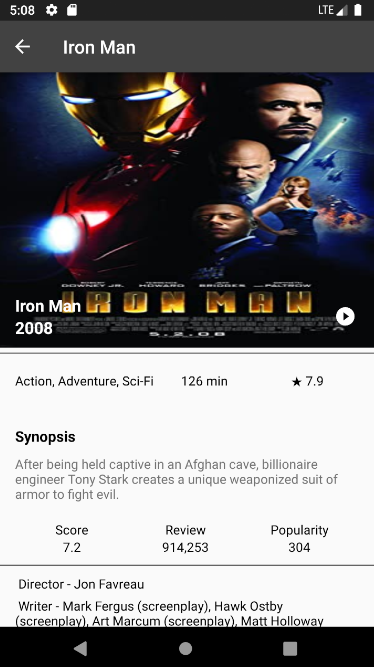 5:08
LTE
Iron Man
DOWNEY JR. HOWARD BRIDGES PALTROW
IRON MAN
Iron Man
2008
5.2.08
Action, Adventure, Sci-Fi 126 min ★ 7.9
Synopsis
After being held captive in an Afghan cave, billionaire
engineer Tony Stark creates a unique weaponized suit of
armor to fight evil.
Score Review Popularity
7.2 914,253 304
Director - Jon Favreau
Writer - Mark Fergus (screenplay), Hawk Ostby
(screenplay), Art Marcum (screenplay), Matt Holloway